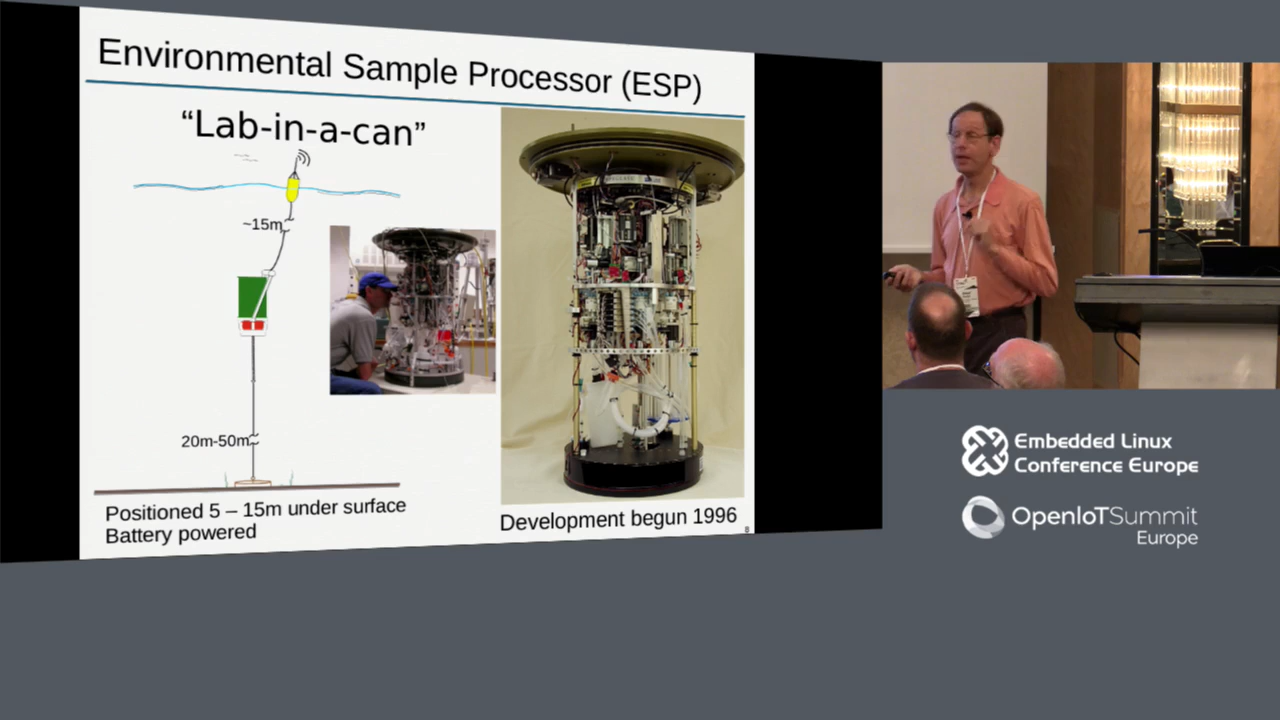 Environmental Sample Processor (ESP)
“Lab-in-a-can”
~15m
20m-50m
Positioned 5 – 15m under surface
Battery powered
Development begun 1996
8
Embedded Linux
Conference Europe
OpenIoTSummit
Europe